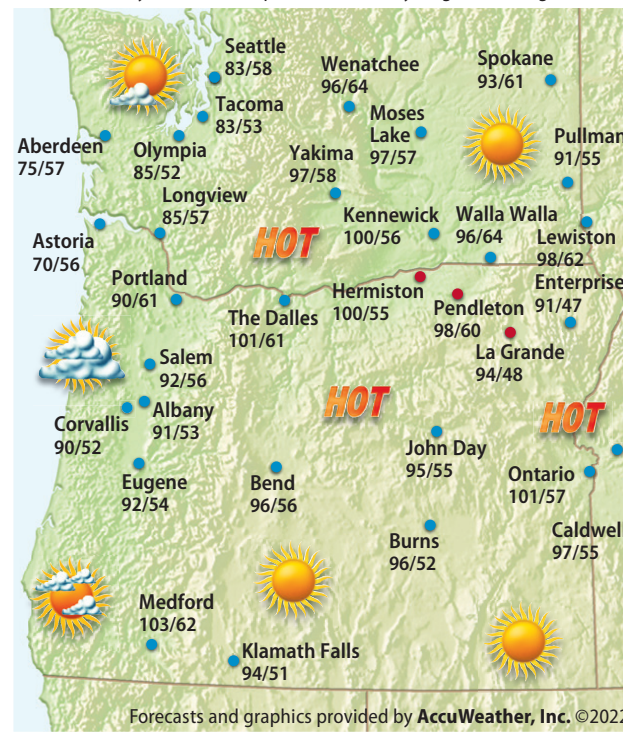 Seattle
83/58
Wenatchee
96/64
Spokane
93/61
Tacoma
83/53
Moses
Lake
97/57
Aberdeen
75/57
Olympia
85/52
Yakima
97/58
Pullman
91/55
Longview
85/57
Kennewick
100/56
Walla Walla
96/64
Lewiston
98/62
Astoria
70/56
HOT
Portland
90/61
The Dalles
101/61
Hermiston
100/55
Pendleton
98/60
Enterprise
91/47
La Grande
94/48
Salem
92/56
HOT
HOT
Corvallis
90/52
Albany
91/53
Eugene
92/54
Bend
96/56
John Day
95/55
Ontario
101/57
Burns
96/52
Caldwell
97/55
Medford
103/62
Klamath Falls
94/51
Forecasts and graphics provided by AccuWeather, Inc. ©2022